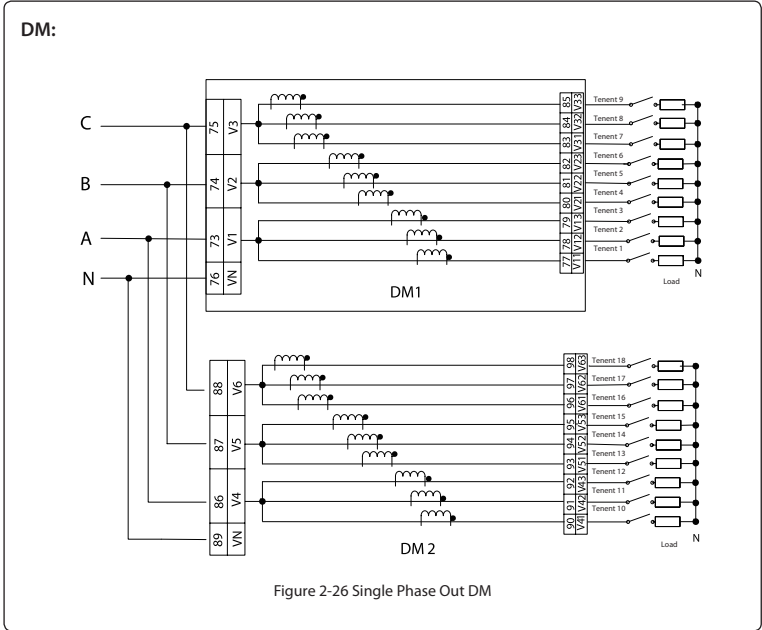 DM:
C
B
A
N
75 V3
74 V2
73 V1
76 VN
85 V33 Tenent 9
84 V32 Tenent 8
83 V31 Tenent 7
82 V23 Tenent 6
81 V22 Tenent 5
80 V21 Tenent 4
79 V13 Tenent 3
78 V12 Tenent 2
77 V11 Tenent 1
N
Load
DM1
88 V6
87 V5
86 V4
89 VN
98 V63 Tenent 18
97 V62 Tenent 17
96 V61 Tenent 16
95 V53 Tenent 15
94 V52 Tenent 14
93 V51 Tenent 13
92 V43 Tenent 12
91 V42 Tenent 11
90 V41 Tenent 10
N
Load
DM 2
Figure 2-26 Single Phase Out DM